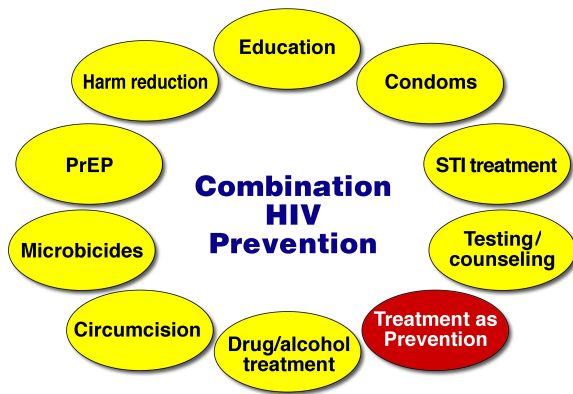 Education
Harm reduction
Condoms
PrEP
STI treatment
Combination
HIV
Prevention
Microbicides
Testing/
counseling
Circumcision
Treatment as
Prevention
Drug/alcohol
treatment